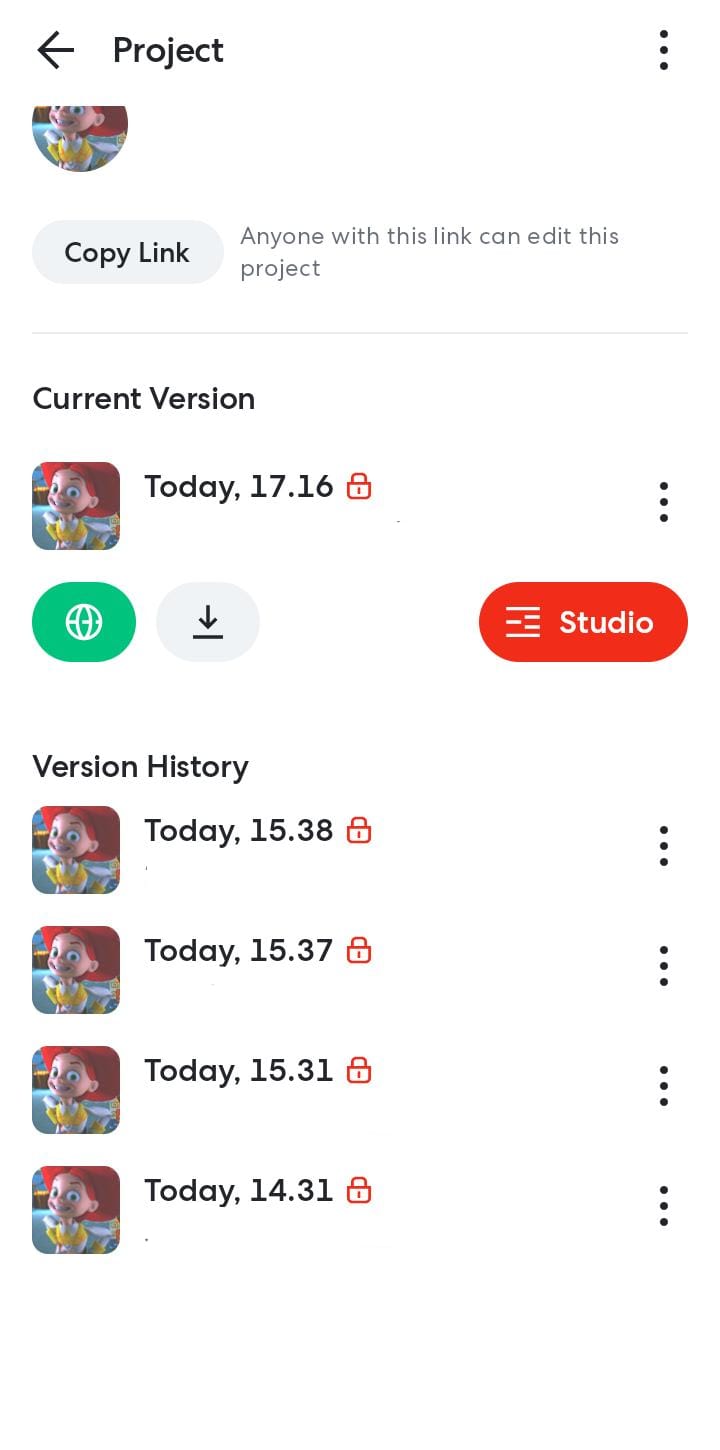 Project
Copy Link
Anyone with this link can edit this
project
Current Version
Today, 17.16
Studio
Version History
Today, 15.38
Today, 15.37
Today, 15.31
Today, 14.31